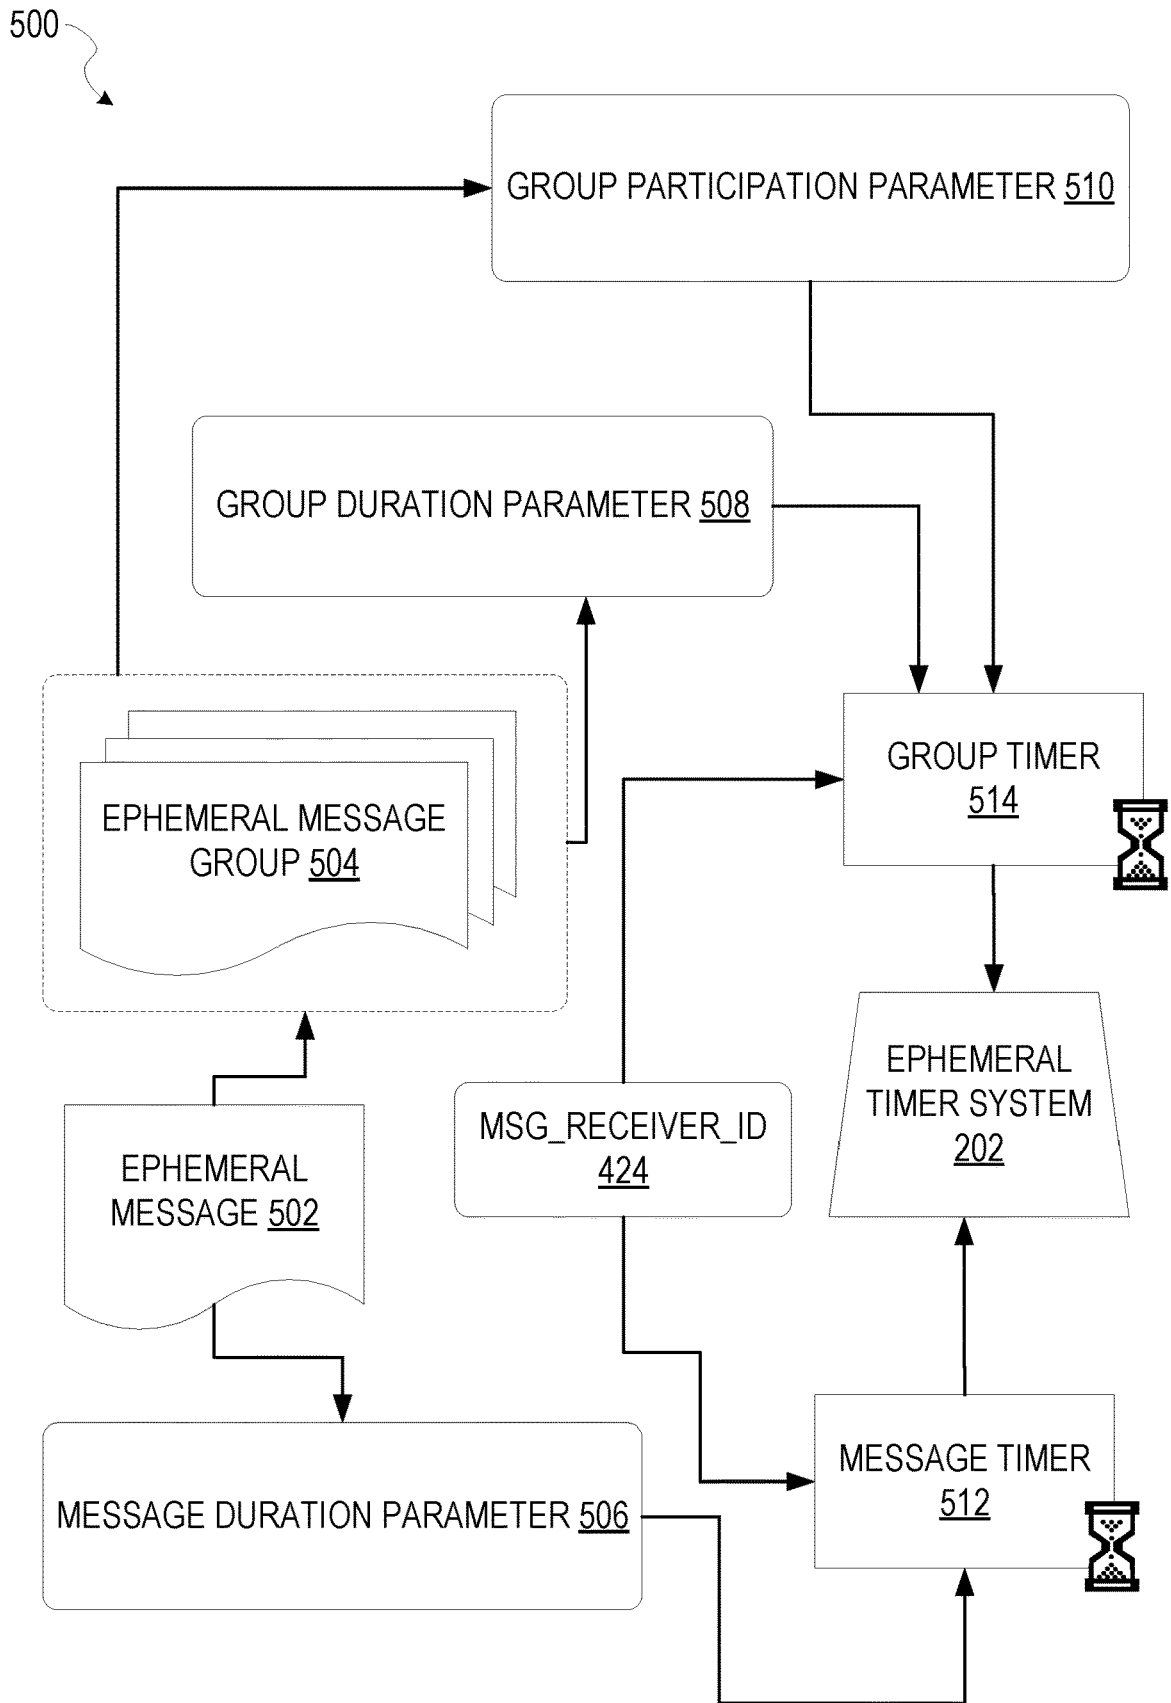 500
GROUP PARTICIPATION PARAMETER 510
GROUP DURATION PARAMETER 508
GROUP TIMER
514
EPHEMERAL MESSAGE
GROUP 504
EPHEMERAL
TIMER SYSTEM
202
MSG_RECEIVER_ID
424
EPHEMERAL
MESSAGE 502
MESSAGE TIMER
512
MESSAGE DURATION PARAMETER 506